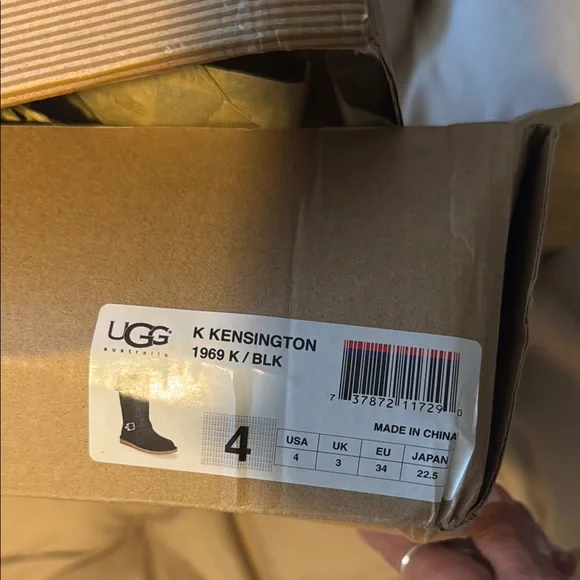 UGG
australia
K KENSINGTON
1969 K / BLK
7 37872 11729 0
MADE IN CHINA
4
USA UK EU JAPAN
4 3 34 22.5